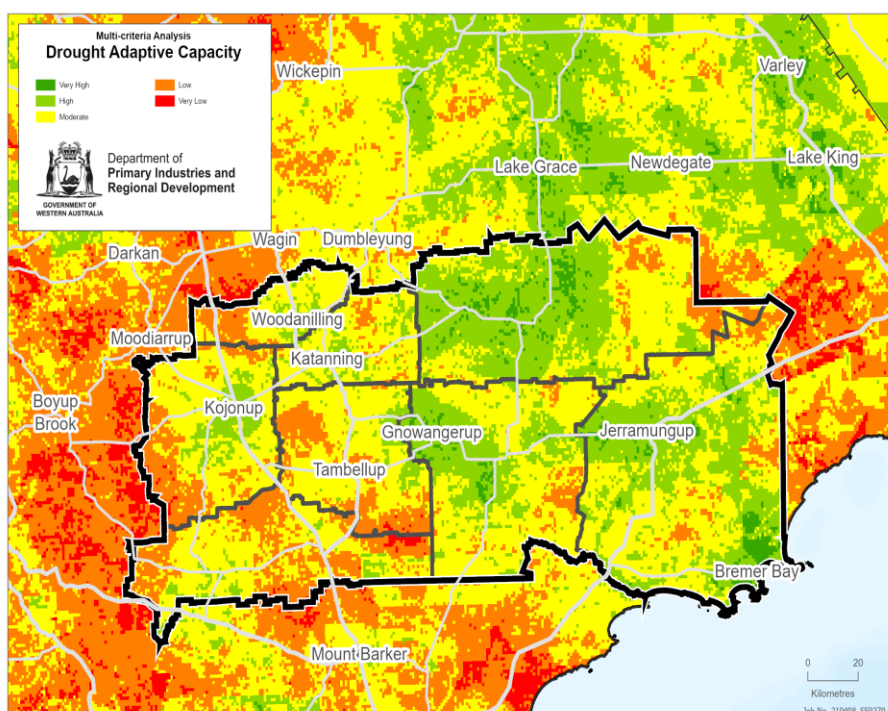 Multi-criteria Analysis
Drought Adaptive Capacity
Very High
Low
High
Very Low
Moderate
Department of
Primary Industries and
Regional Development
GOVERNMENT OF
WESTERN AUSTRALIA
Wickepin
Varley
Lake Grace
Newdegate
Lake King
Darkan
Wagin
Dumbleyung
Woodanilling
Moodiarrup
Katanning
Boyup
Brook
Kojonup
Gnowangerup
Jerramungup
Tambellup
Bremer Bay
Mount Barker
0 20
Kilometres